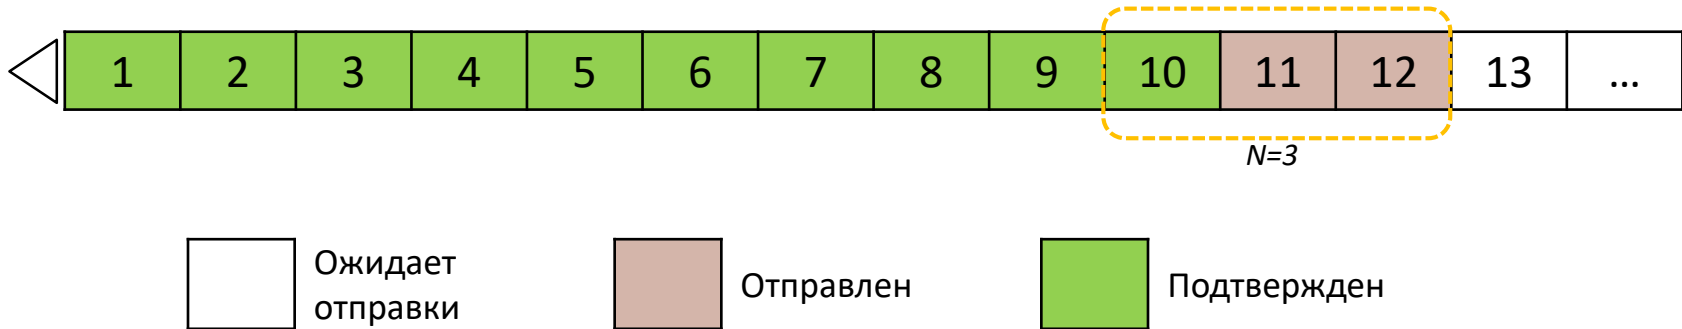 1 2 3 4 5 6 7 8 9 10 11 12 13 ...
N=3
Ожидает
отправки
Отправлен
Подтвержден